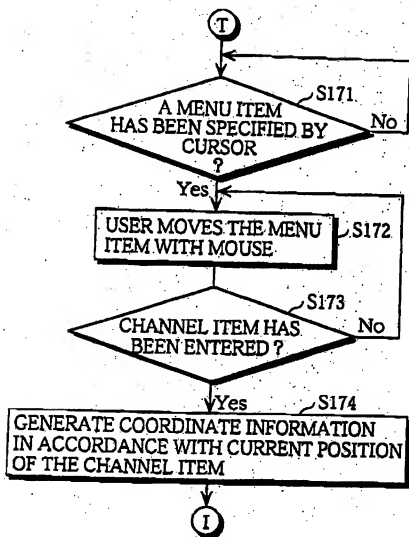 T
S171
A MENU ITEM
HAS BEEN SPECIFIED BY
CURSOR
?
No
Yes
USER MOVES THE MENU
ITEM WITH MOUSE
S172
S173
CHANNEL ITEM HAS
BEEN ENTERED ?
No
Yes
S174
GENERATE COORDINATE INFORMATION
IN ACCORDANCE WITH CURRENT POSITION
OF THE CHANNEL ITEM
I